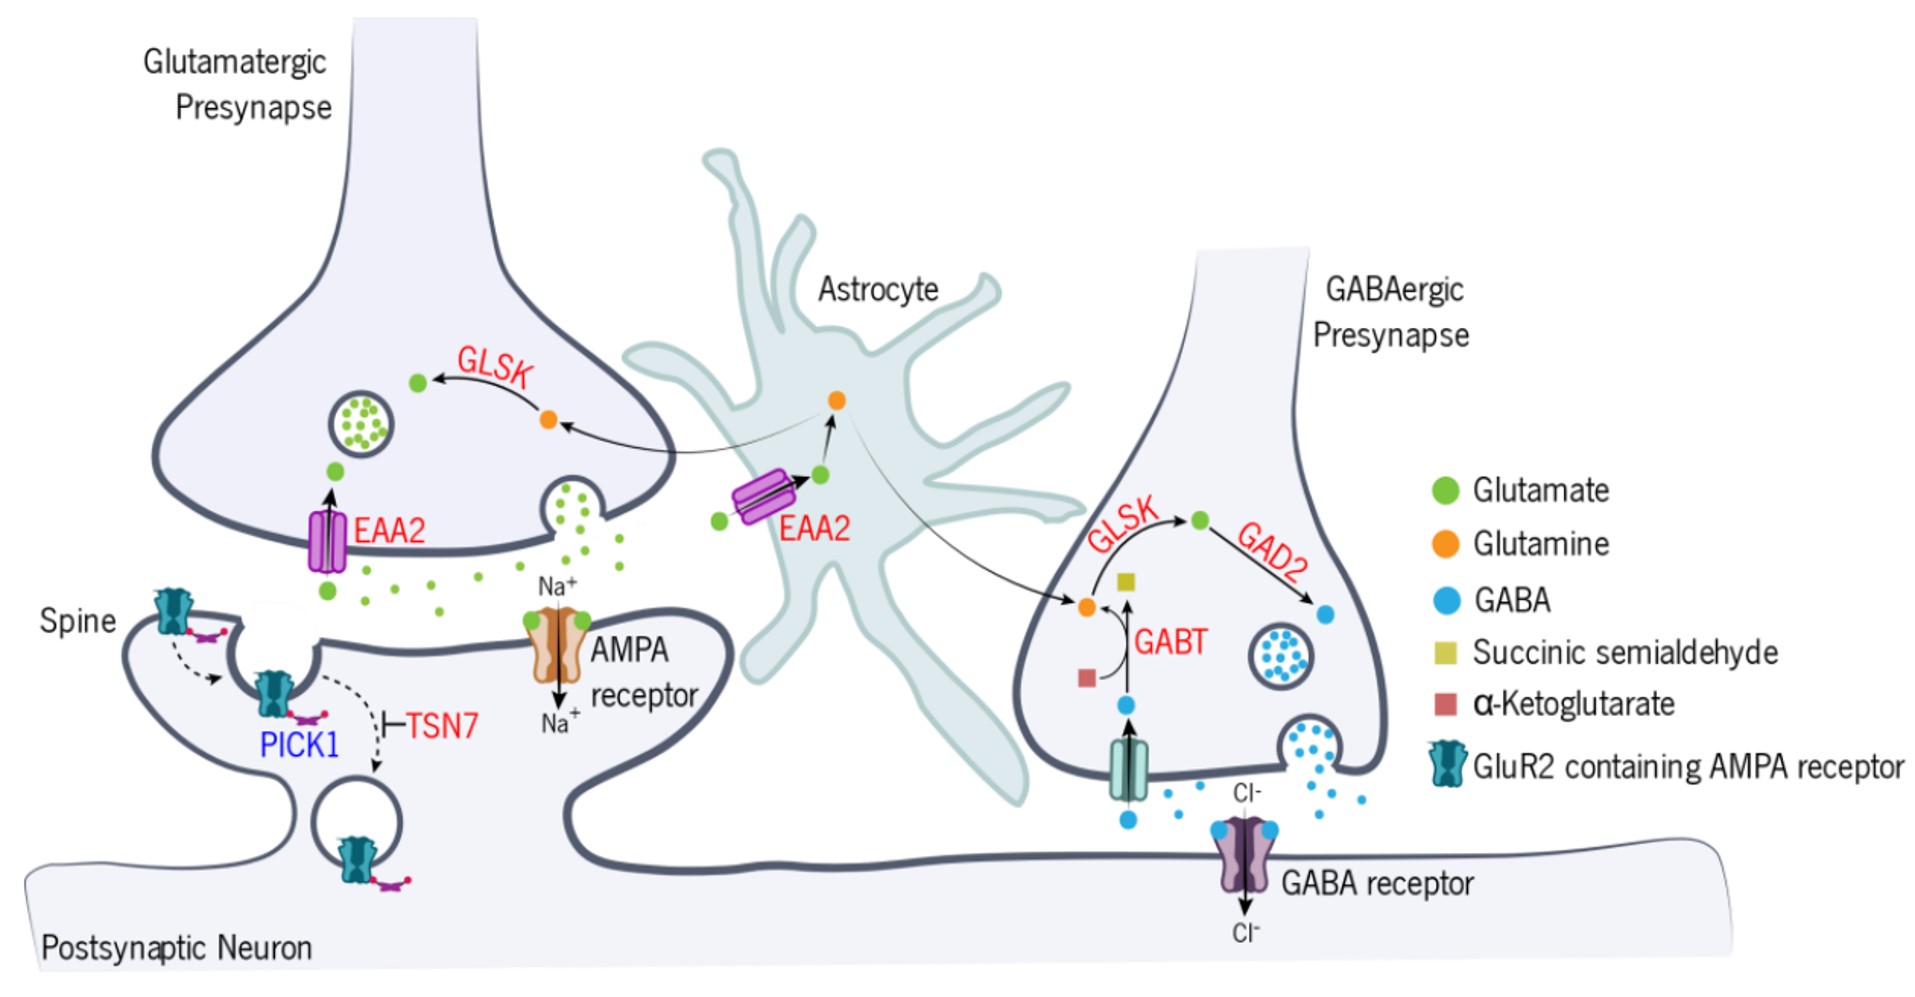 Glutamatergic
Presynapse
Astrocyte
GABAergic
Presynapse
GLSK
EAA2
EAA2
GLSK
GAD2
GABT
Glutamate
Glutamine
GABA
Succinic semialdehyde
α-Ketoglutarate
GluR2 containing AMPA receptor
Spine
Na⁺
AMPA
receptor
Na⁺
PICK1
TSN7
Cl-
GABA receptor
Cl⁻
Postsynaptic Neuron